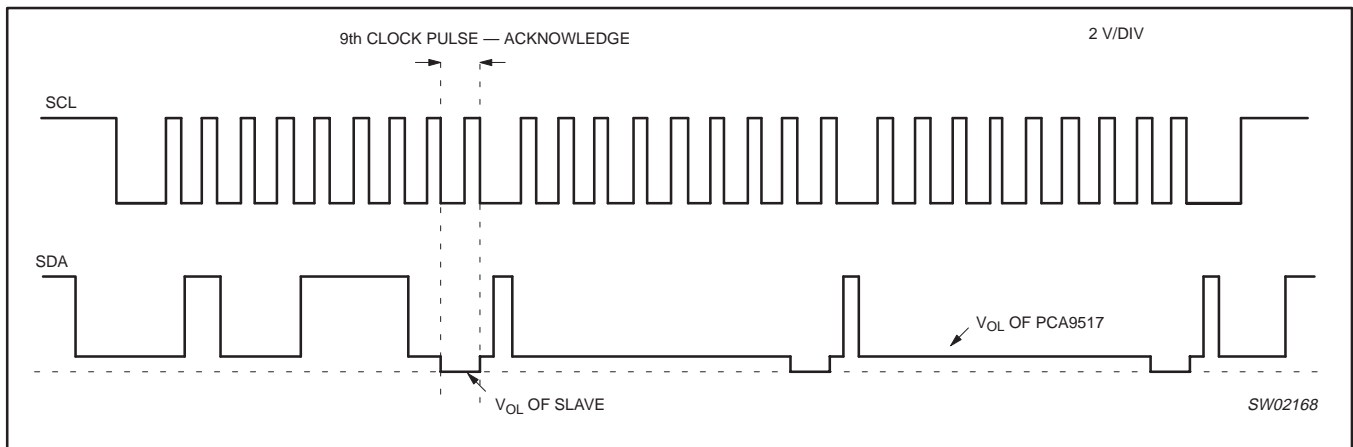 9th CLOCK PULSE — ACKNOWLEDGE
2 V/DIV
SCL
SDA
VOL OF PCA9517
VOL OF SLAVE
SW02168